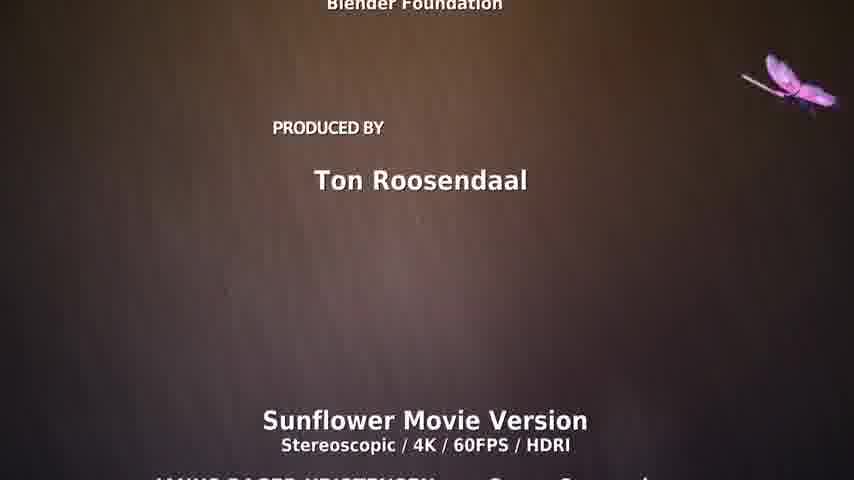 Blender Foundation
PRODUCED BY
Ton Roosendaal
Sunflower Movie Version
Stereoscopic / 4K / 60FPS / HDRI